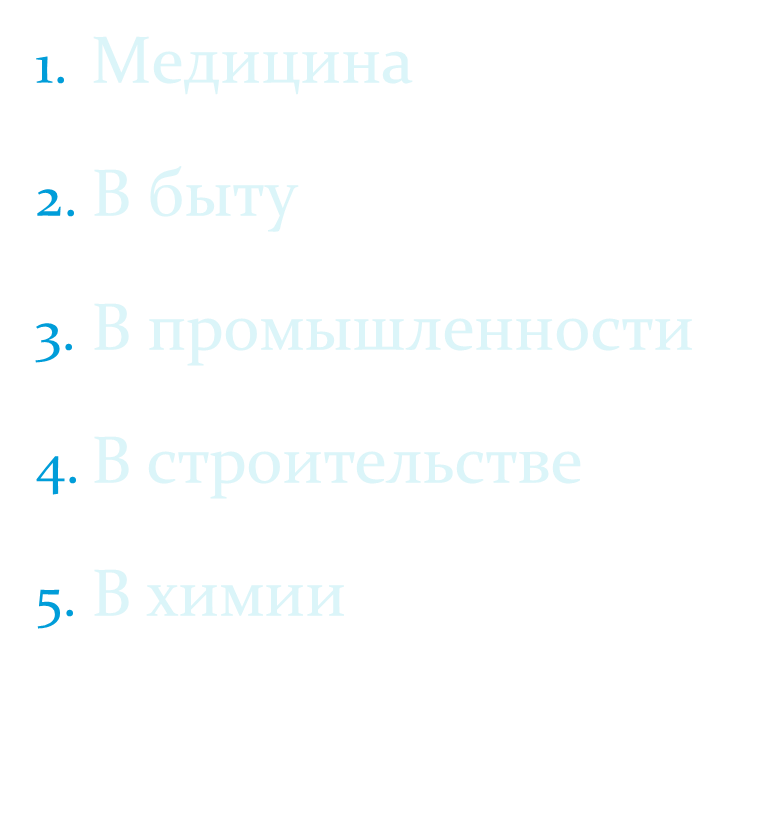 1. Медицина
2. В быту
3. В промышленности
4. В строительстве
5. В химии